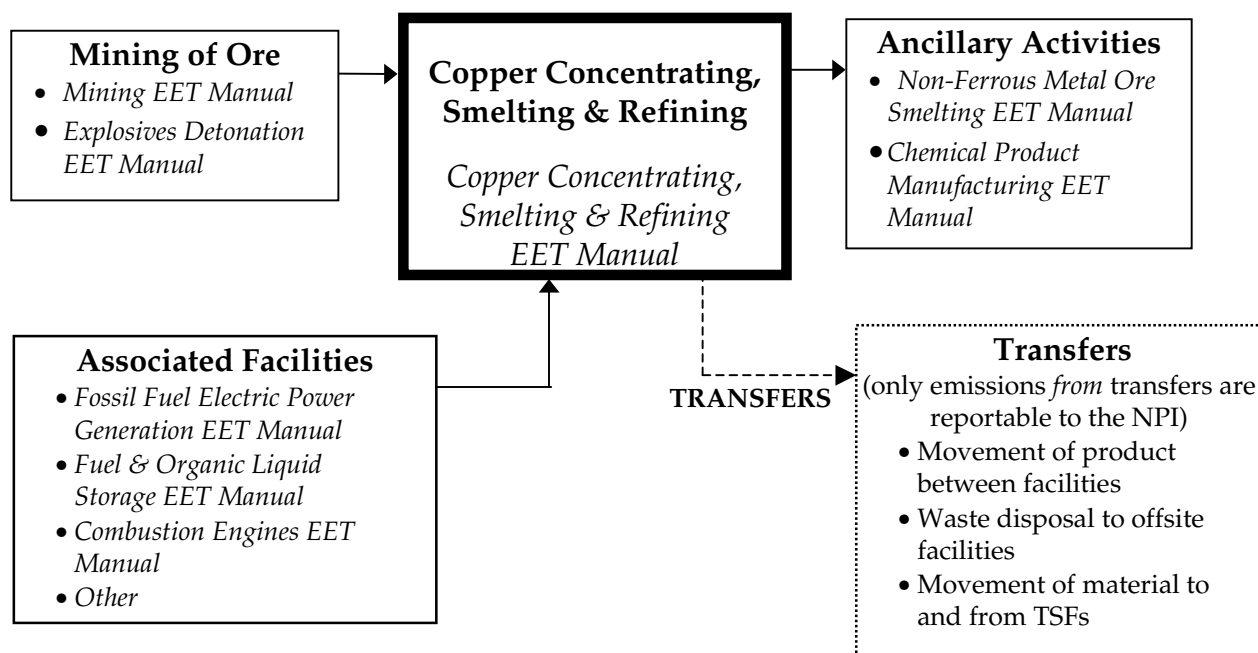 Mining of Ore
• Mining EET Manual
• Explosives Detonation
EET Manual
Copper Concentrating,
Smelting & Refining
Copper Concentrating,
Smelting & Refining
EET Manual
Ancillary Activities
• Non-Ferrous Metal Ore
Smelting EET Manual
• Chemical Product
Manufacturing EET
Manual
Associated Facilities
• Fossil Fuel Electric Power
Generation EET Manual
• Fuel & Organic Liquid
Storage EET Manual
• Combustion Engines EET
Manual
• Other
TRANSFERS
Transfers
(only emissions from transfers are
reportable to the NPI)
• Movement of product
between facilities
• Waste disposal to offsite
facilities
• Movement of material to
and from TSFs